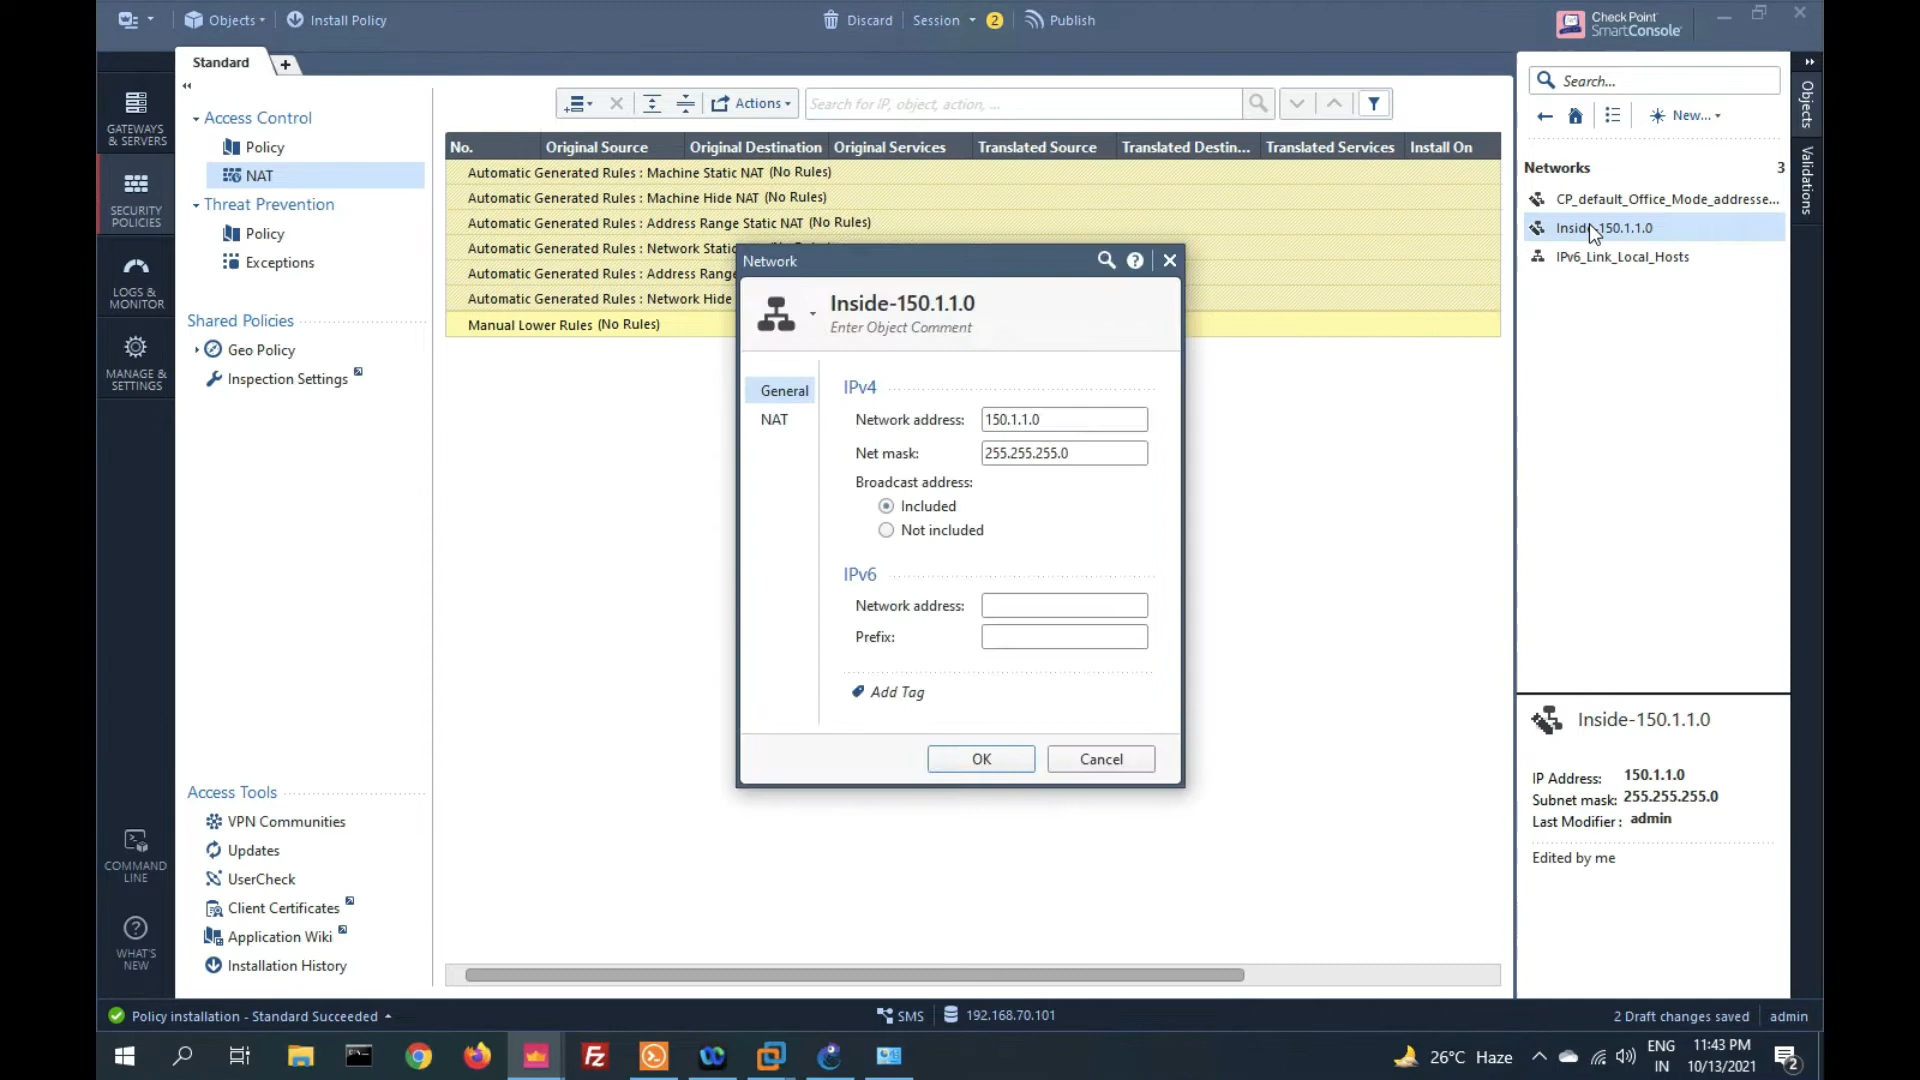 Objects
Install Policy
Discard
Session
2
Publish
Check Point
SmartConsole
Standard
Actions
Search for IP, object, action, ...
Search...
New...
Objects
Validations
GATEWAYS
& SERVERS
SECURITY
POLICIES
LOGS &
MONITOR
MANAGE &
SETTINGS
COMMAND
LINE
WHAT'S
NEW
Access Control
Policy
NAT
Threat Prevention
Policy
Exceptions
Shared Policies
Geo Policy
Inspection Settings
Access Tools
VPN Communities
Updates
UserCheck
Client Certificates
Application Wiki
Installation History
No.
Original Source
Original Destination
Original Services
Translated Source
Translated Destin...
Translated Services
Install On
Automatic Generated Rules : Machine Static NAT (No Rules)
Automatic Generated Rules : Machine Hide NAT (No Rules)
Automatic Generated Rules : Address Range Static NAT (No Rules)
Automatic Generated Rules : Network Static
Automatic Generated Rules : Address Range
Automatic Generated Rules : Network Hide
Manual Lower Rules (No Rules)
Network
Inside-150.1.1.0
Enter Object Comment
General
NAT
IPv4
Network address: 150.1.1.0
Net mask: 255.255.255.0
Broadcast address:
Included
Not included
IPv6
Network address:
Prefix:
Add Tag
OK
Cancel
Networks 3
CP_default_Office_Mode_addresse...
Inside-150.1.1.0
IPv6_Link_Local_Hosts
Inside-150.1.1.0
IP Address: 150.1.1.0
Subnet mask: 255.255.255.0
Last Modifier : admin
Edited by me
Policy installation - Standard Succeeded
SMS
192.168.70.101
2 Draft changes saved
admin
26°C Haze
ENG
IN
11:43 PM
10/13/2021
2